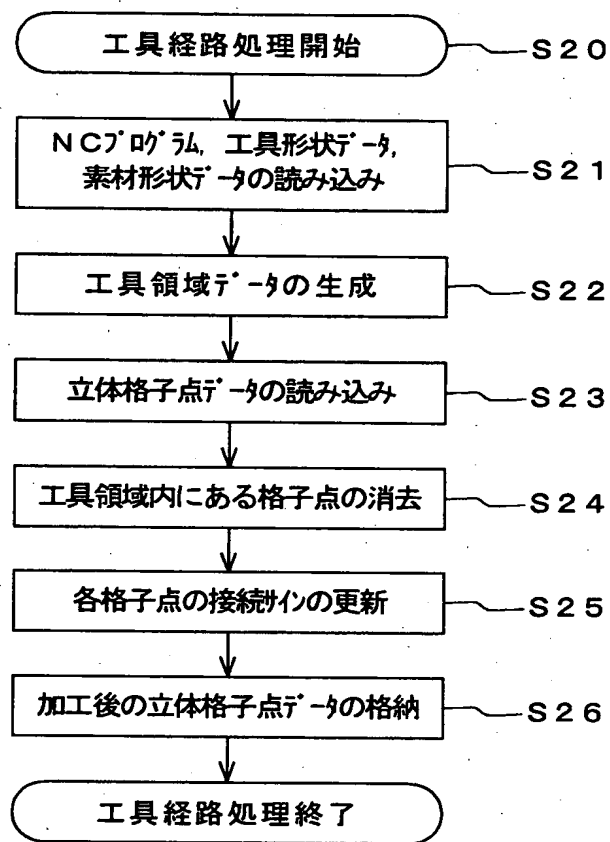 工具経路処理開始
S20
NCプログラム, 工具形状データ,
素材形状データの読み込み
S21
工具領域データの生成
S22
立体格子点データの読み込み
S23
工具領域内にある格子点の消去
S24
各格子点の接続サインの更新
S25
加工後の立体格子点データの格納
S26
工具経路処理終了